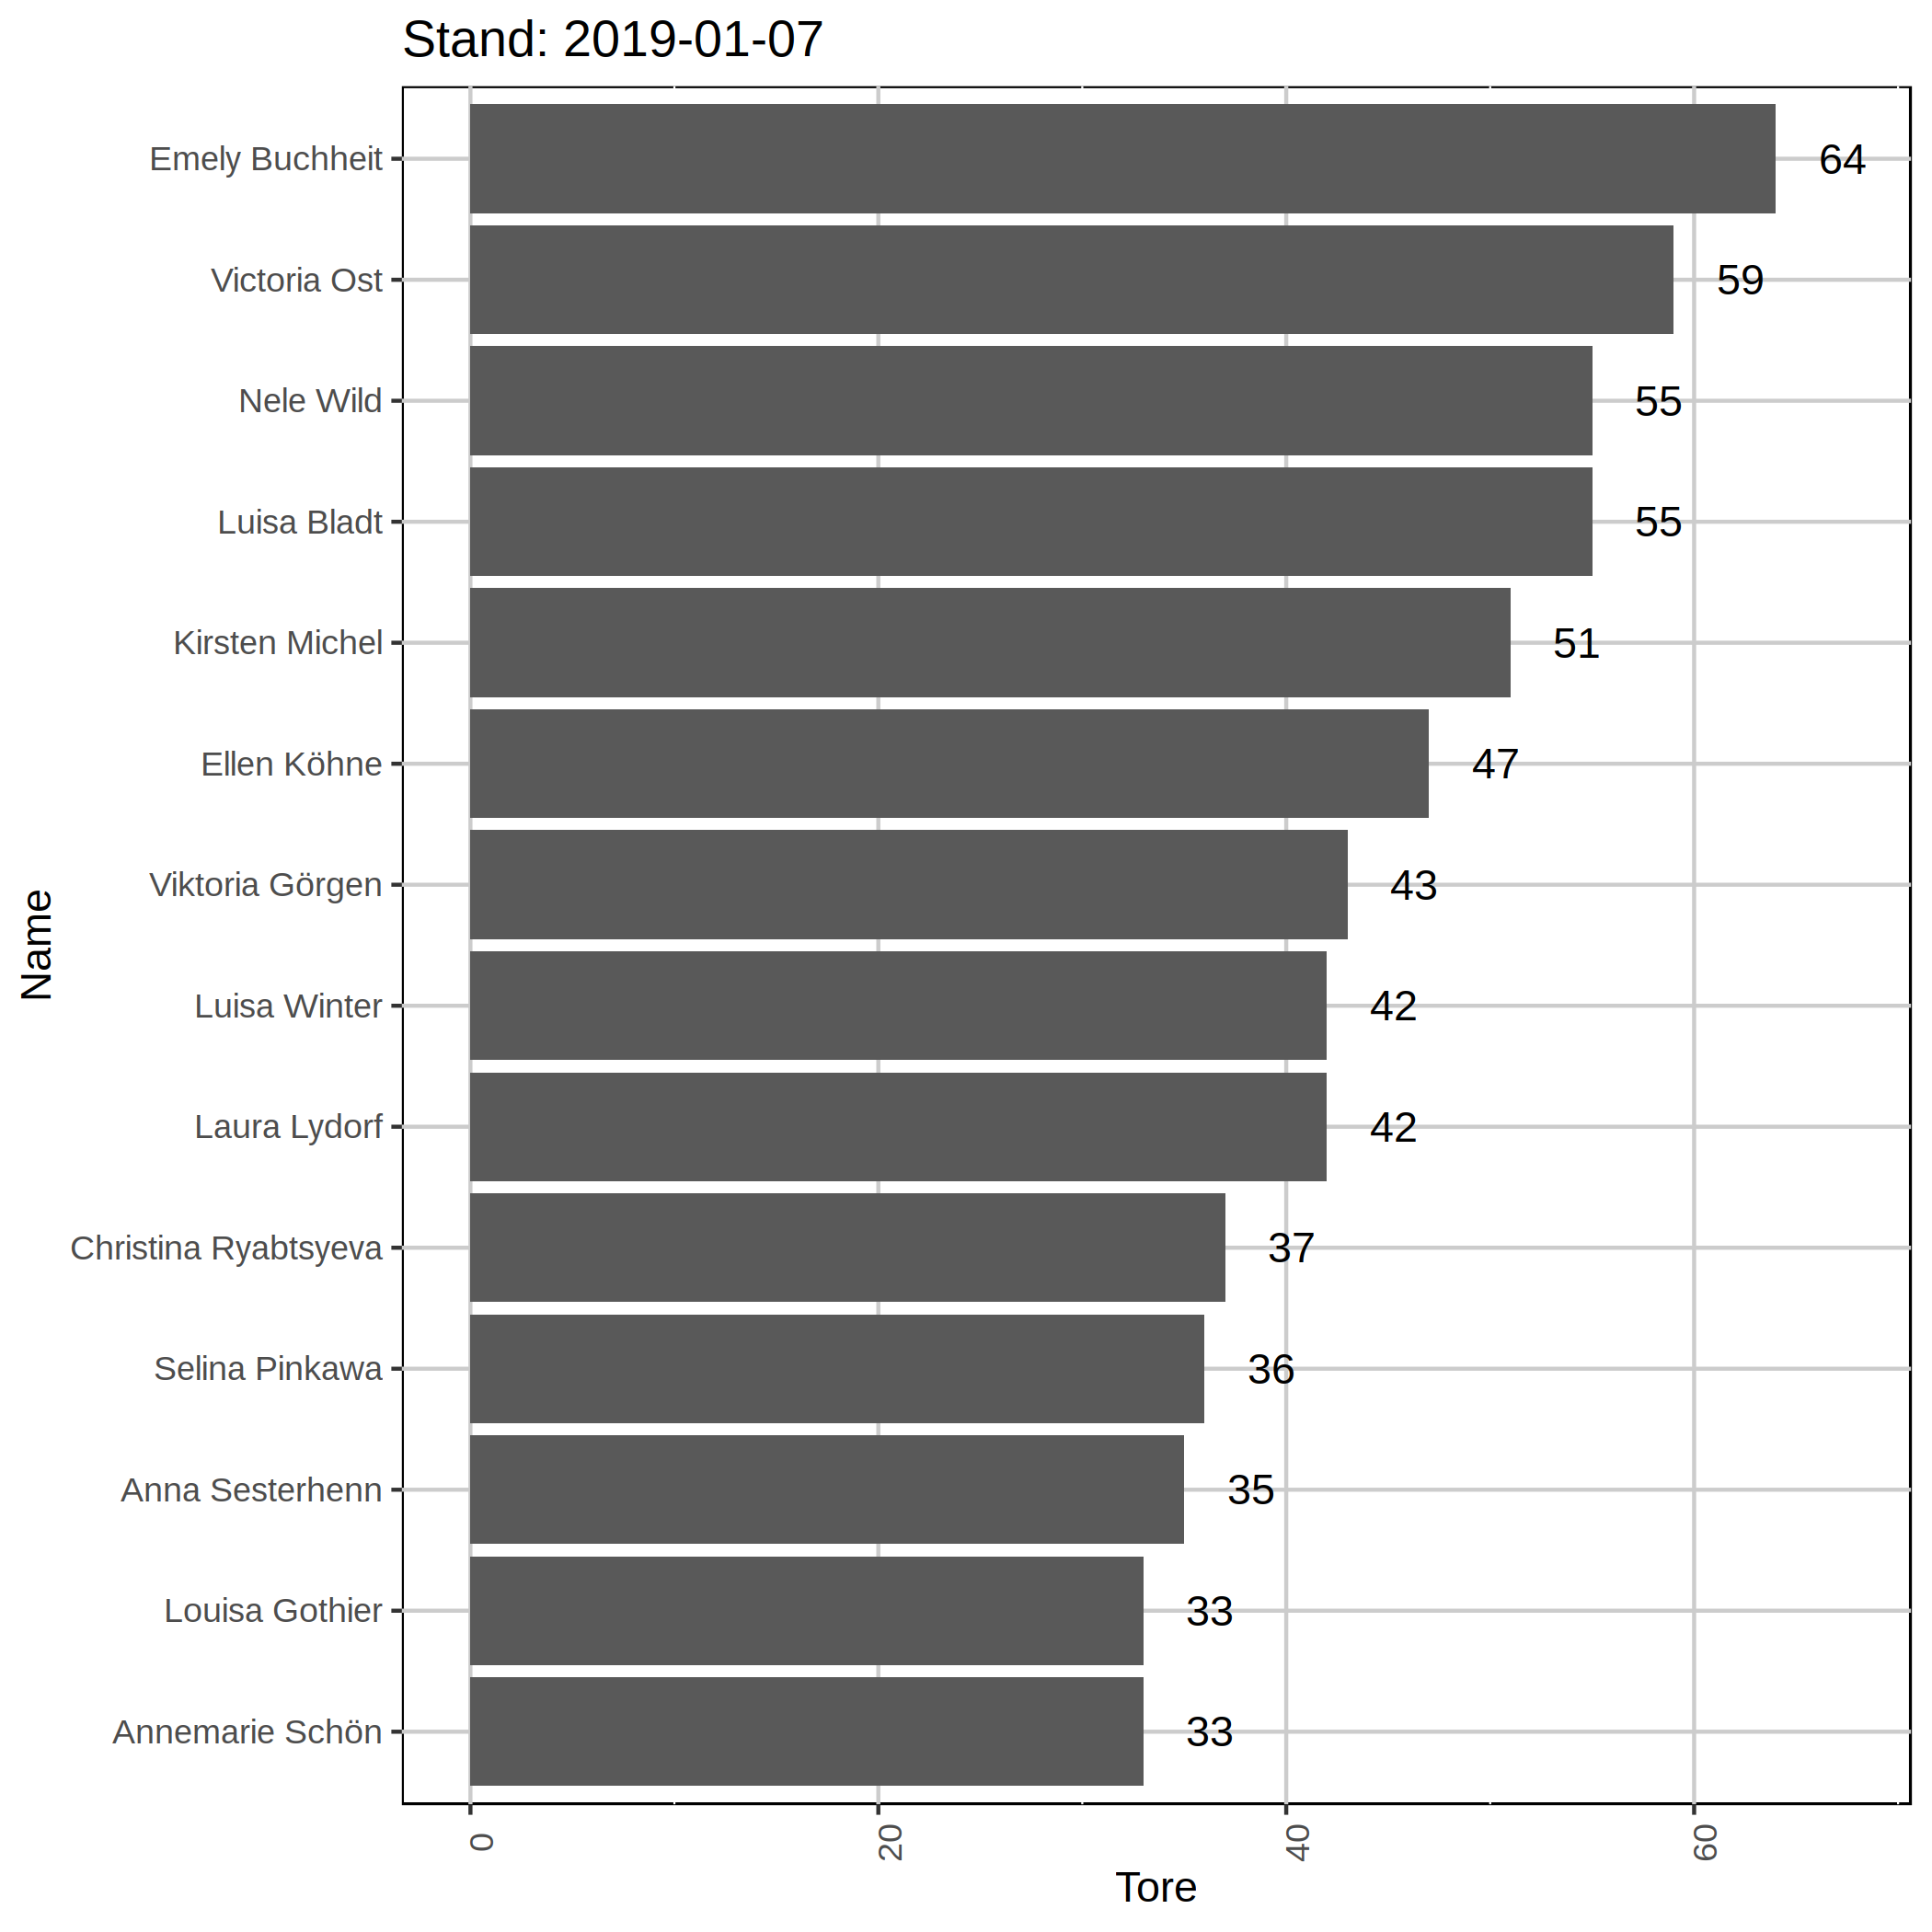 Stand: 2019-01-07
Emely Buchheit 64
Victoria Ost 59
Nele Wild 55
Luisa Bladt 55
Kirsten Michel 51
Ellen Köhne 47
Viktoria Görgen 43
Luisa Winter 42
Laura Lydorf 42
Christina Ryabtsyeva 37
Selina Pinkawa 36
Anna Sesterhenn 35
Louisa Gothier 33
Annemarie Schön 33
Name
0 20 40 60
Tore